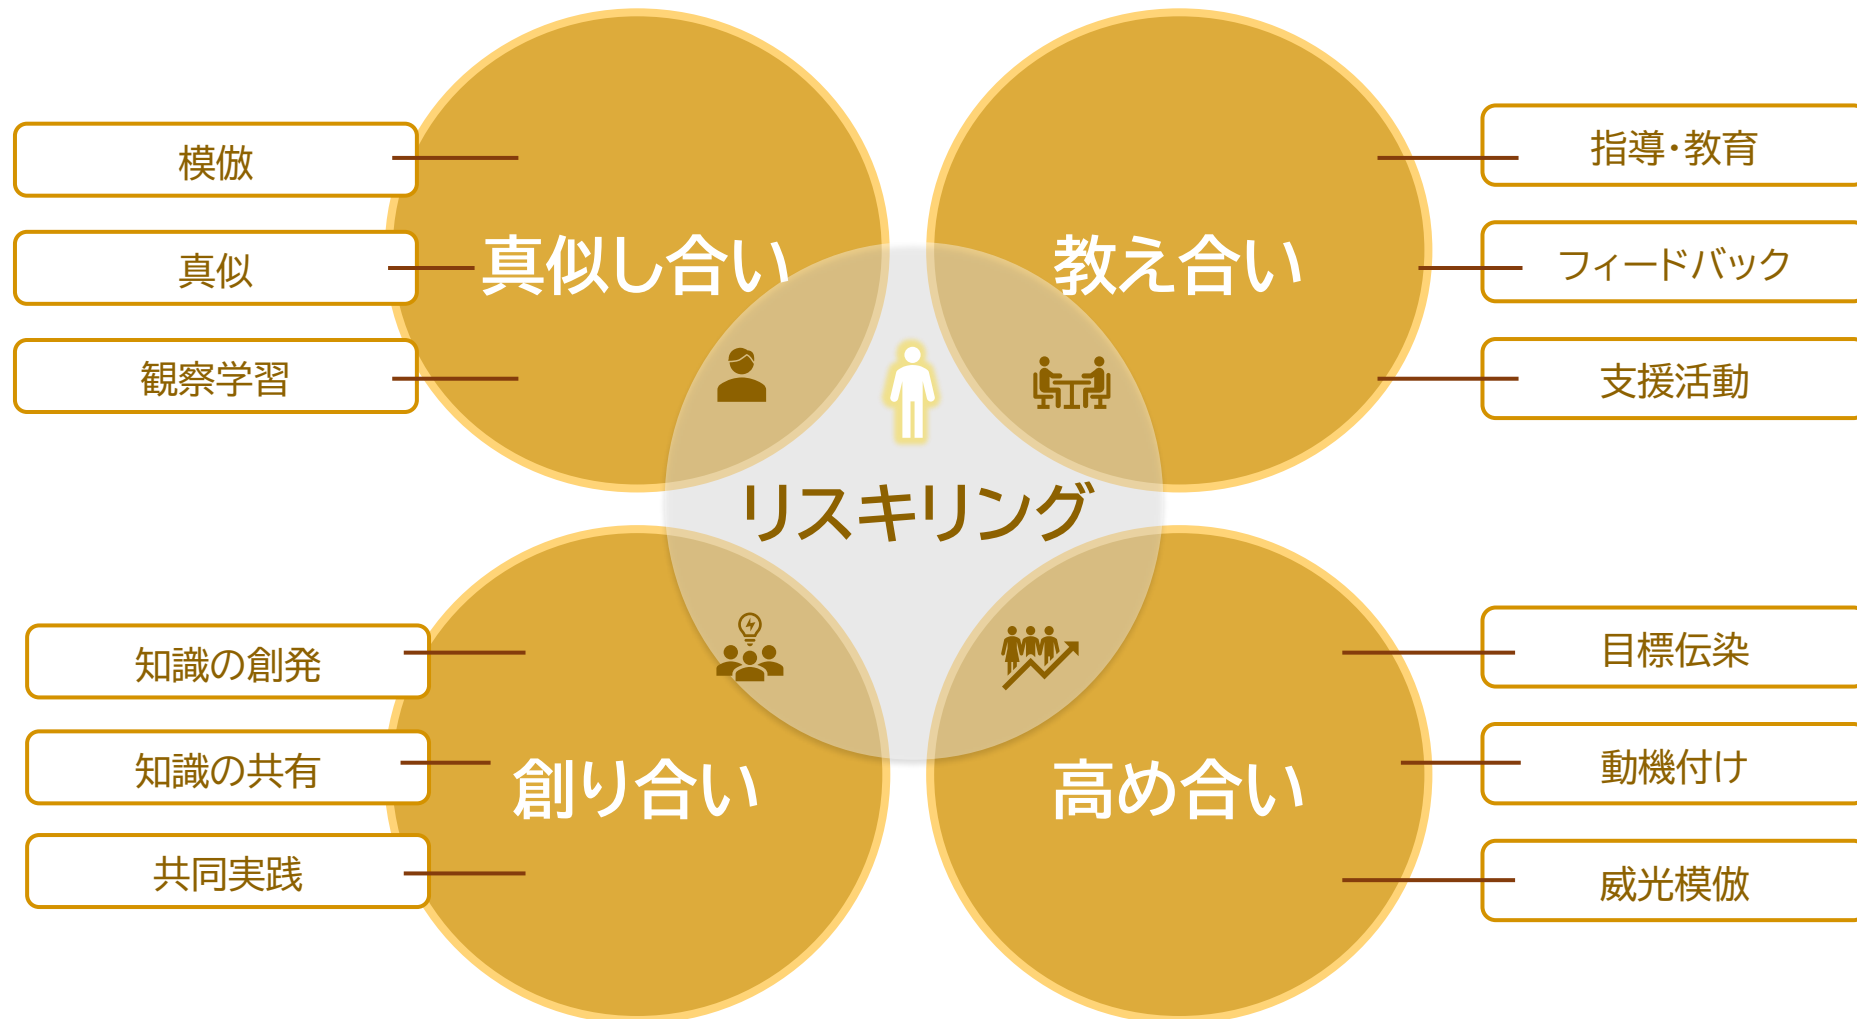 模倣
真似
観察学習
真似し合い
教え合い
指導・教育
フィードバック
支援活動
リスキリング
知識の創発
知識の共有
共同実践
創り合い
高め合い
目標伝染
動機付け
威光模倣